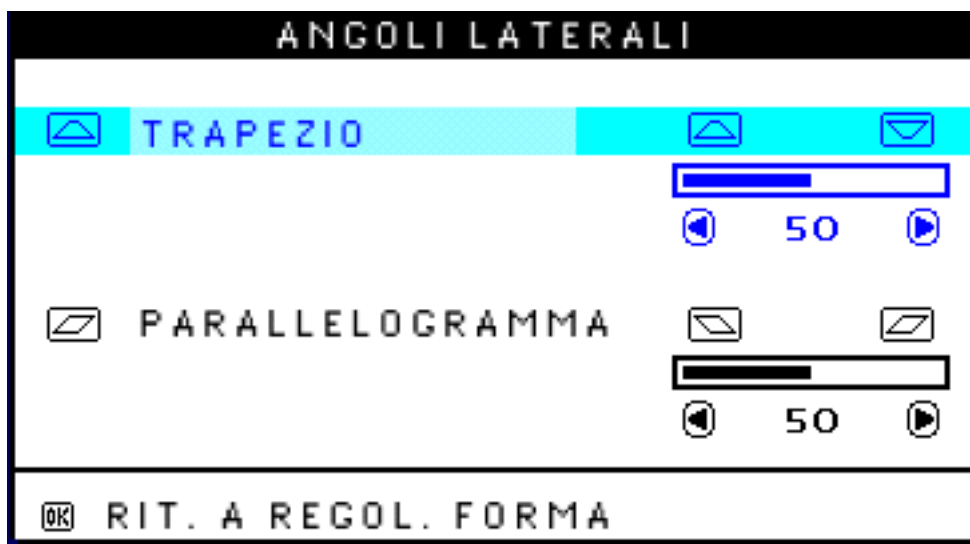 ANGOLI LATERALI
TRAPEZIO
50
PARALLELOGRAMMA
50
OK RIT. A REGOL. FORMA